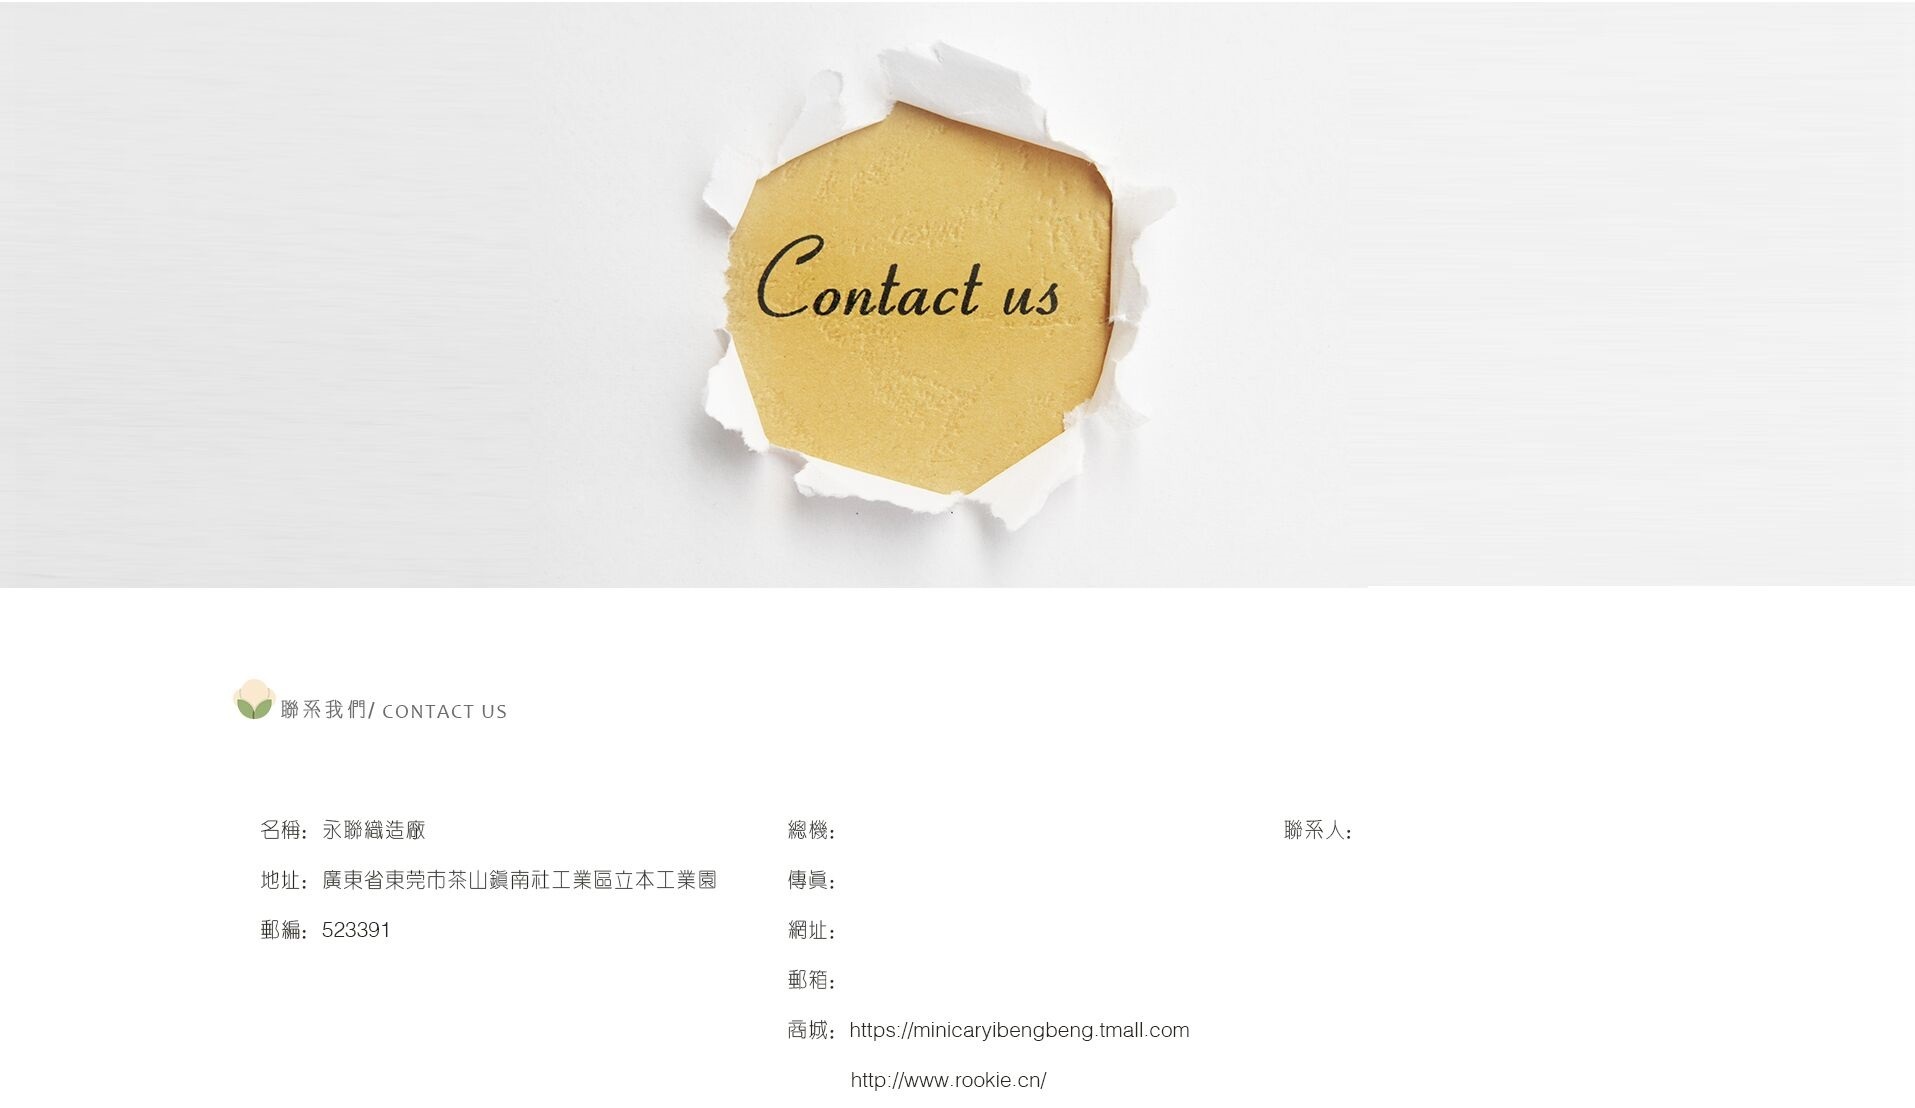 Contact us
聯系我們/ CONTACT US
名稱：永聯織造廠
地址：廣東省東莞市茶山鎭南社工業區立本工業園
郵編：523391
總機：
傳眞：
網址：
郵箱：
商城：https://minicaryibengbeng.tmall.com
http://www.rookie.cn/
聯系人：